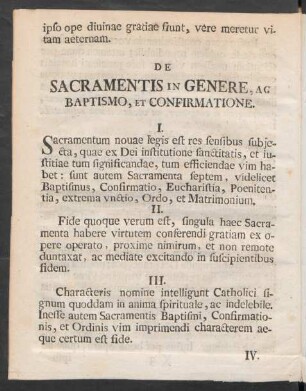 ipſo ope diuinae gratiae fiunt, vere meretur vi-
tam aeternam.
DE
SACRAMENTIS IN GENERE, AC
BAPTISMO, ET CONFIRMATIONE.
I.
Sacramentum nouae legis eſt res ſenſibus ſubje-
cta, quae ex Dei inſtitutione ſanctitatis, et iu-
ſtitiae tum ſignificandae, tum efficiendae vim ha-
bet: ſunt autem Sacramenta ſeptem, videlicet
Baptiſmus, Confirmatio, Euchariſtia, Poeniten-
tia, extrema vnctio, Ordo, et Matrimonium.
II.
Fide quoque verum eſt, ſingula haec Sacra-
menta habere virtutem conferendi gratiam ex o-
pere operato, proxime nimirum, et non remote
duntaxat, ac mediate excitando in ſuſcipientibus
fidem.
III.
Characteris nomine intelligunt Catholici ſi-
gnum quoddam in anima ſpirituale, ac indelebile.
Ineſſe autem Sacramentis Baptiſmi, Confirmatio-
nis, et Ordinis vim imprimendi characterem ae-
que certum eſt fide.
IV.